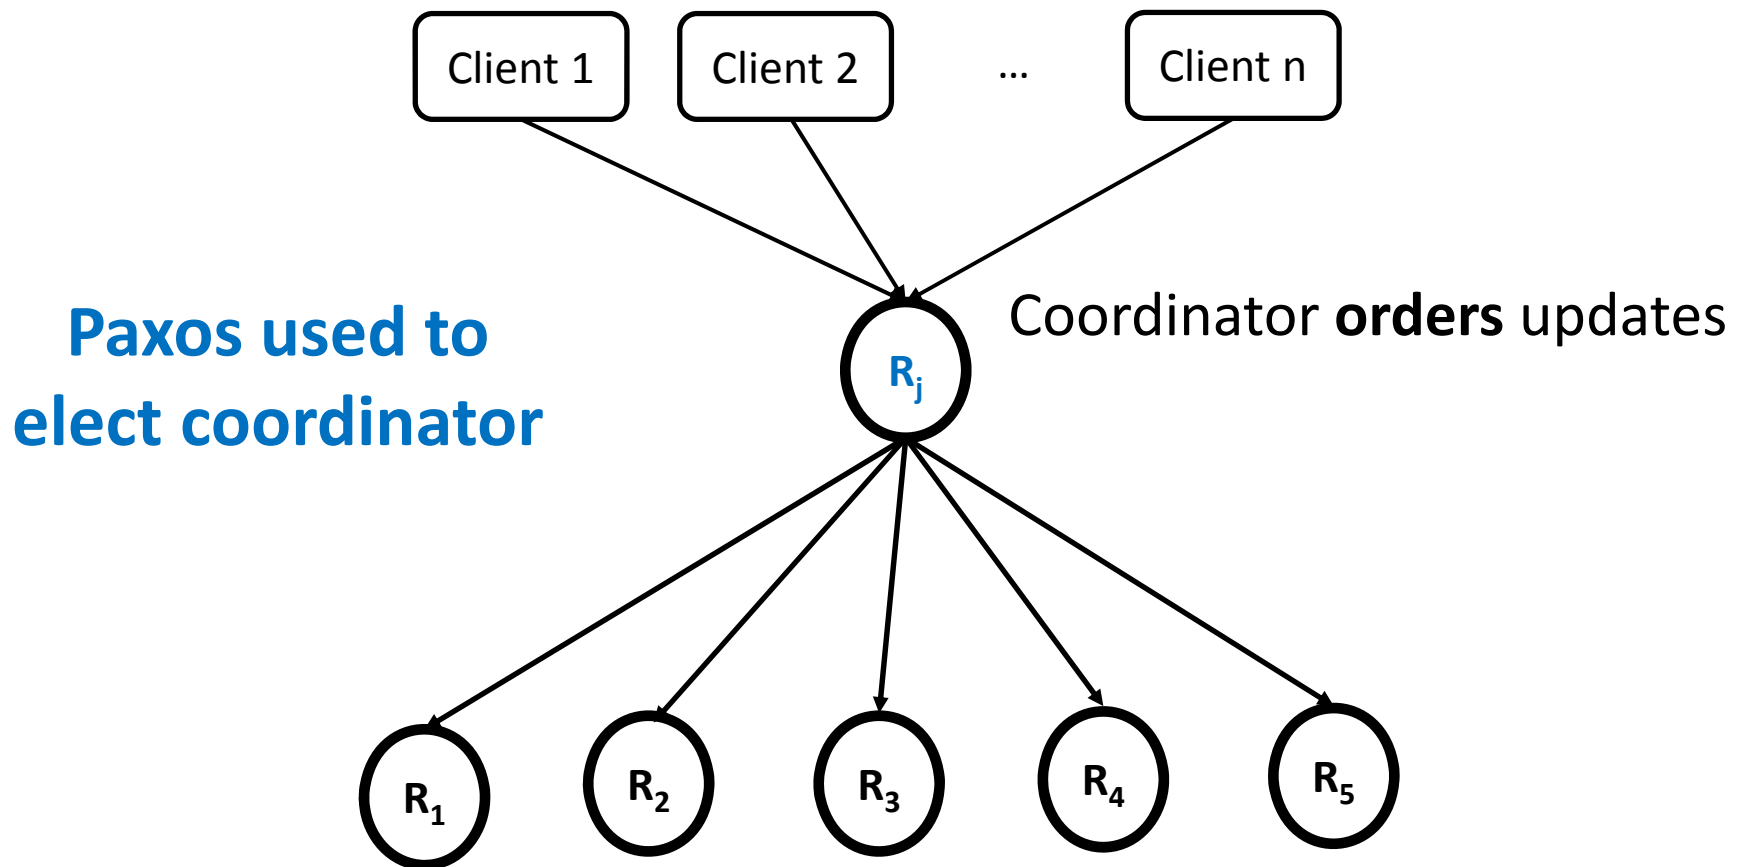 Client 1 Client 2 ... Client n
Paxos used to
elect coordinator
Coordinator orders updates
Rj
R1 R2 R3 R4 R5